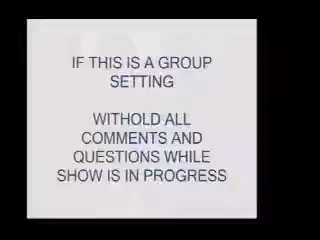 IF THIS IS A GROUP
SETTING
WITHOLD ALL
COMMENTS AND
QUESTIONS WHILE
SHOW IS IN PROGRESS